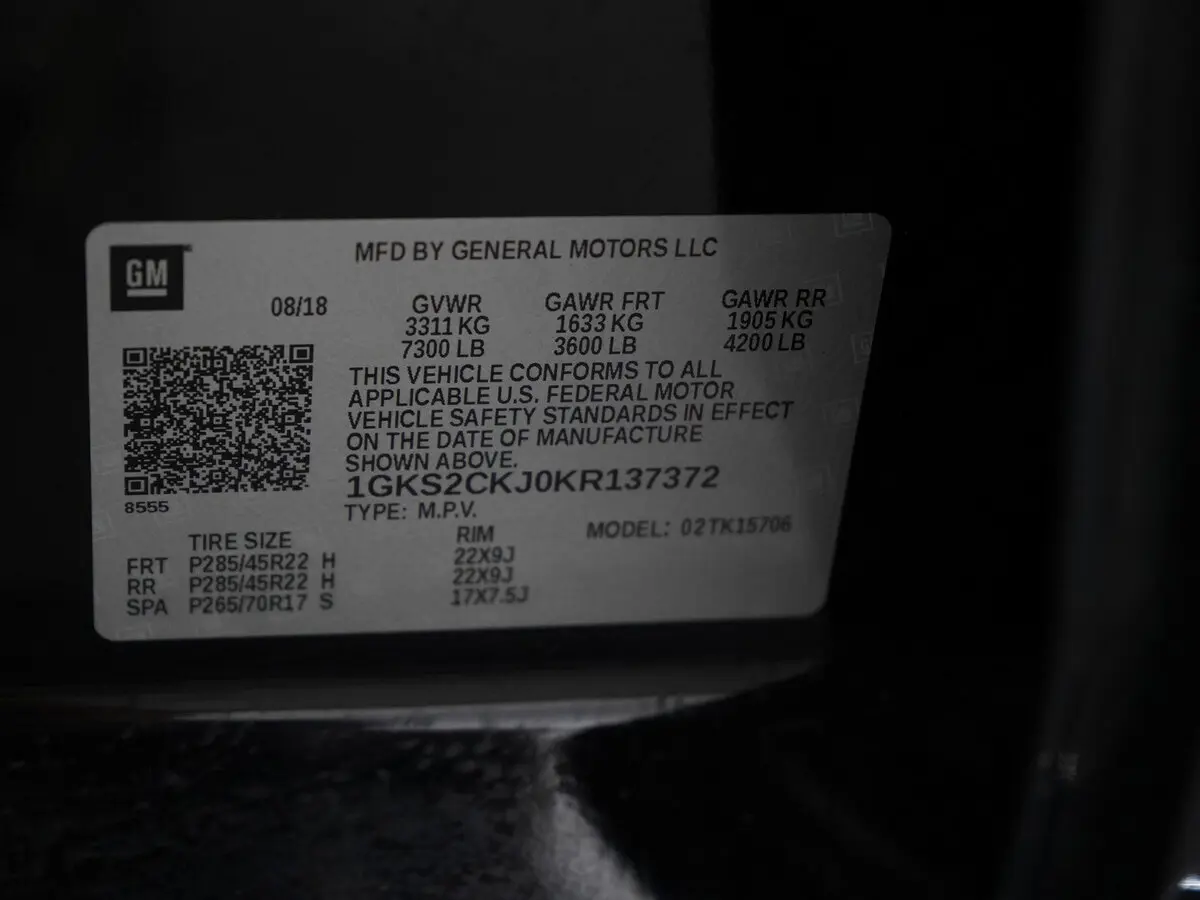 GM
MFD BY GENERAL MOTORS LLC
08/18 GVWR GAWR FRT GAWR RR
3311 KG 1633 KG 1905 KG
7300 LB 3600 LB 4200 LB
THIS VEHICLE CONFORMS TO ALL
APPLICABLE U.S. FEDERAL MOTOR
VEHICLE SAFETY STANDARDS IN EFFECT
ON THE DATE OF MANUFACTURE
SHOWN ABOVE.
1GKS2CKJ0KR137372
8555
TYPE: M.P.V.
MODEL: 02TK15706
TIRE SIZE RIM
FRT P285/45R22 H 22X9J
RR P285/45R22 H 22X9J
SPA P265/70R17 S 17X7.5J